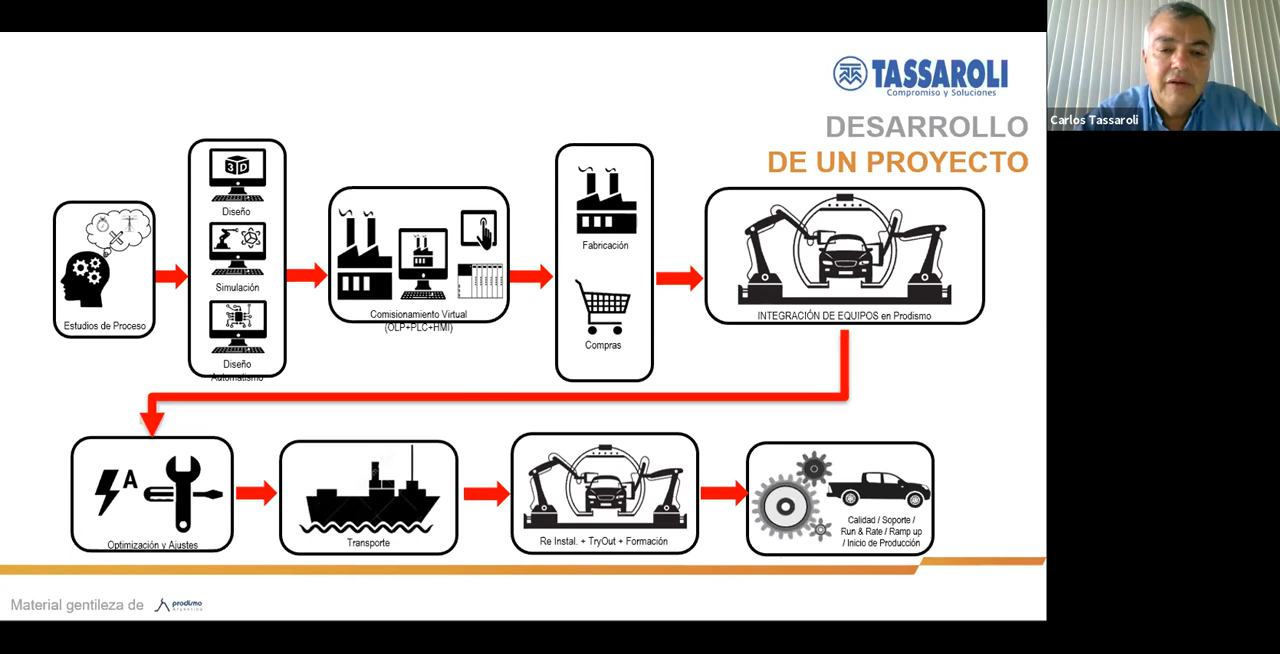 TASSAROLI
Compromiso y Soluciones
Carlos Tassaroli
DESARROLLO
DE UN PROYECTO
Estudios de Proceso
3D
Diseño
Simulación
Diseño
Automatismo
Comisionamiento Virtual
(OLP+PLC+HMI)
Fabricación
Compras
INTEGRACIÓN DE EQUIPOS en Prodismo
A
Optimización y Ajustes
Transporte
Re Instal. + TryOut + Formación
Calidad / Soporte /
Run & Rate / Ramp up
/ Inicio de Producción
Material gentileza de
prodismo